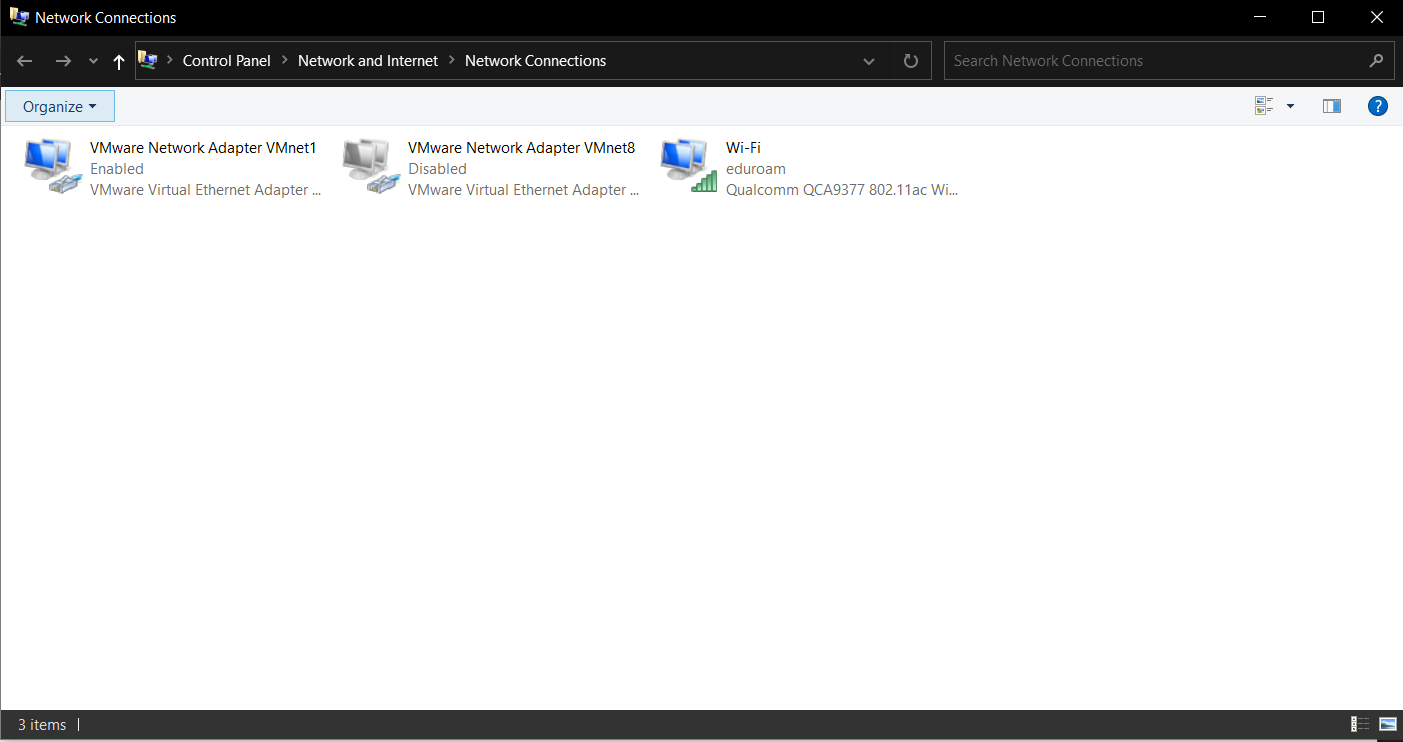 Network Connections
Control Panel > Network and Internet > Network Connections
Search Network Connections
Organize
?
VMware Network Adapter VMnet1
Enabled
VMware Virtual Ethernet Adapter ...
VMware Network Adapter VMnet8
Disabled
VMware Virtual Ethernet Adapter ...
Wi-Fi
eduroam
Qualcomm QCA9377 802.11ac Wi...
3 items